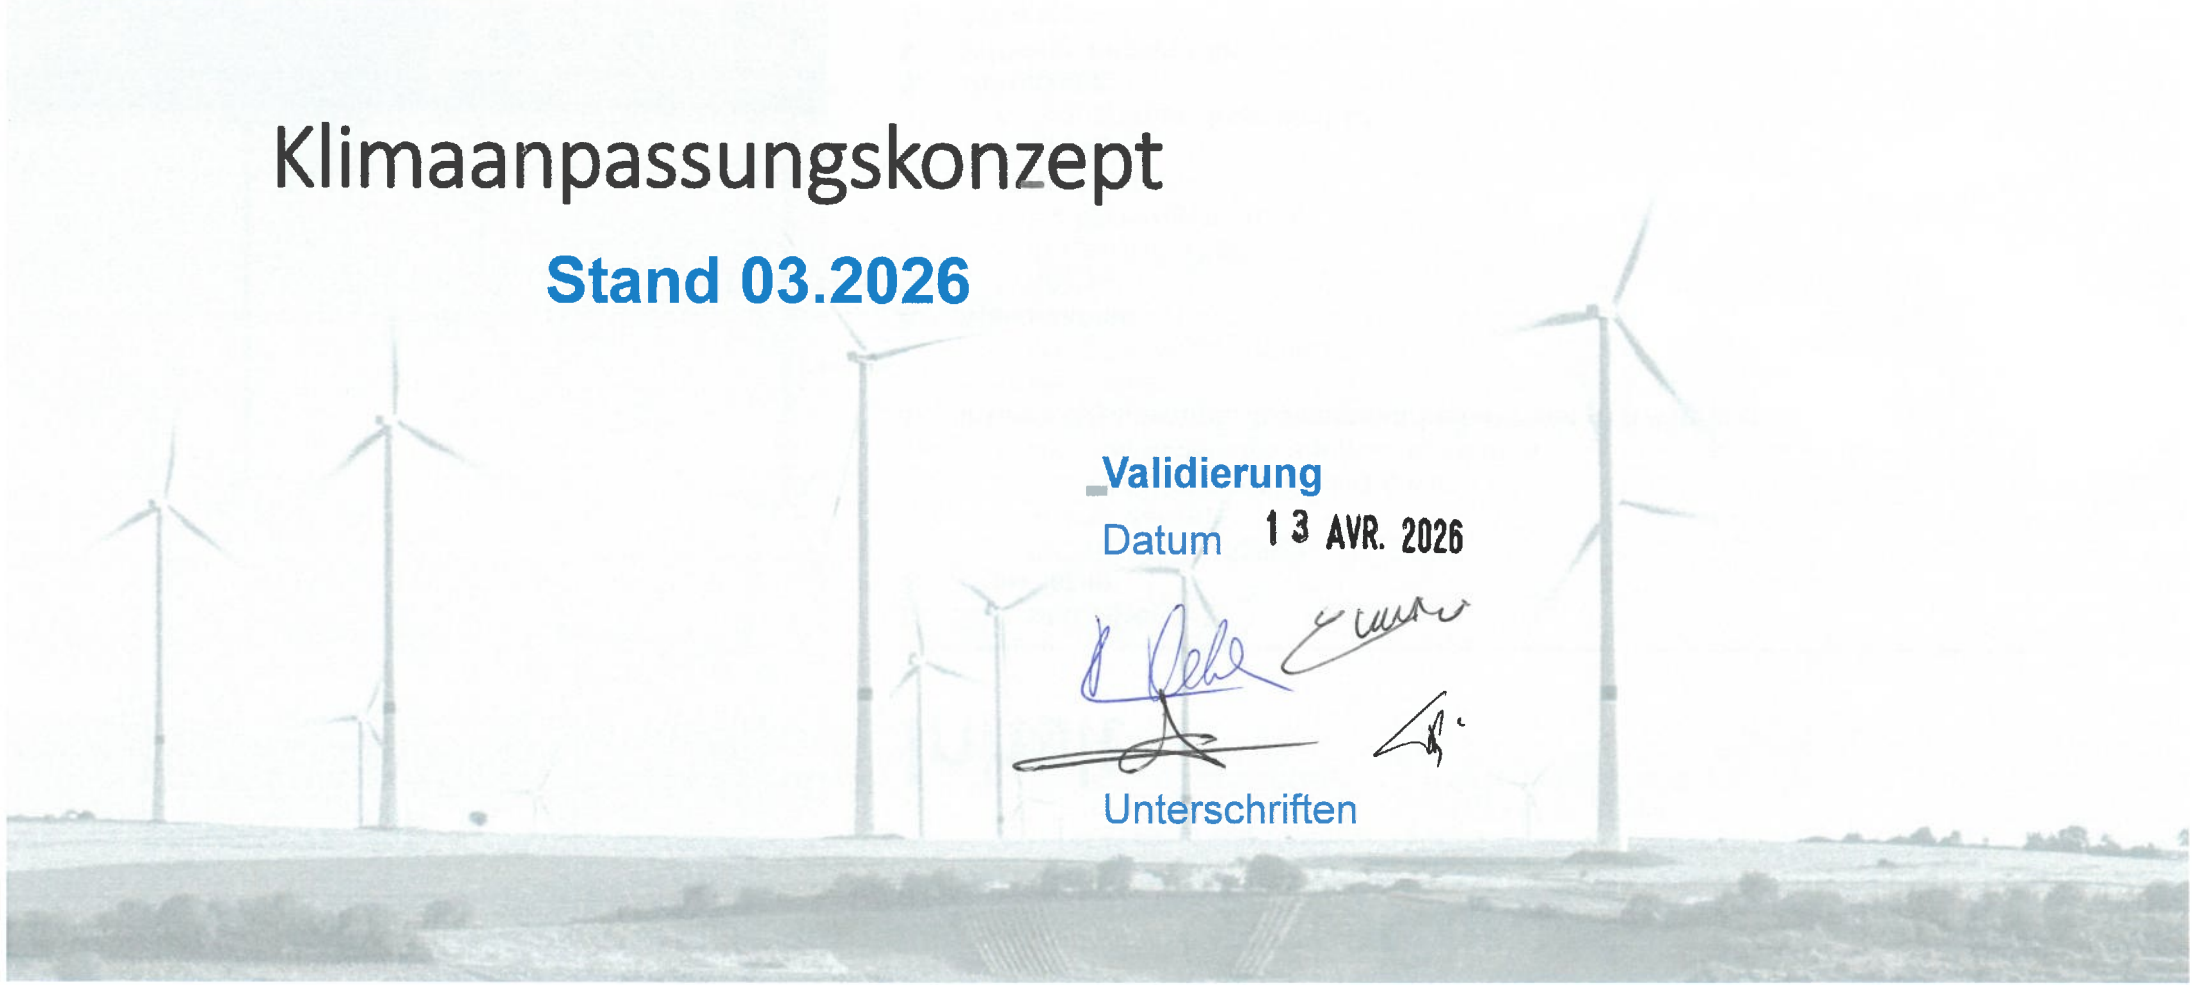 Klimaanpassungskonzept
Stand 03.2026
Validierung
Datum 13 AVR. 2026
Unterschriften